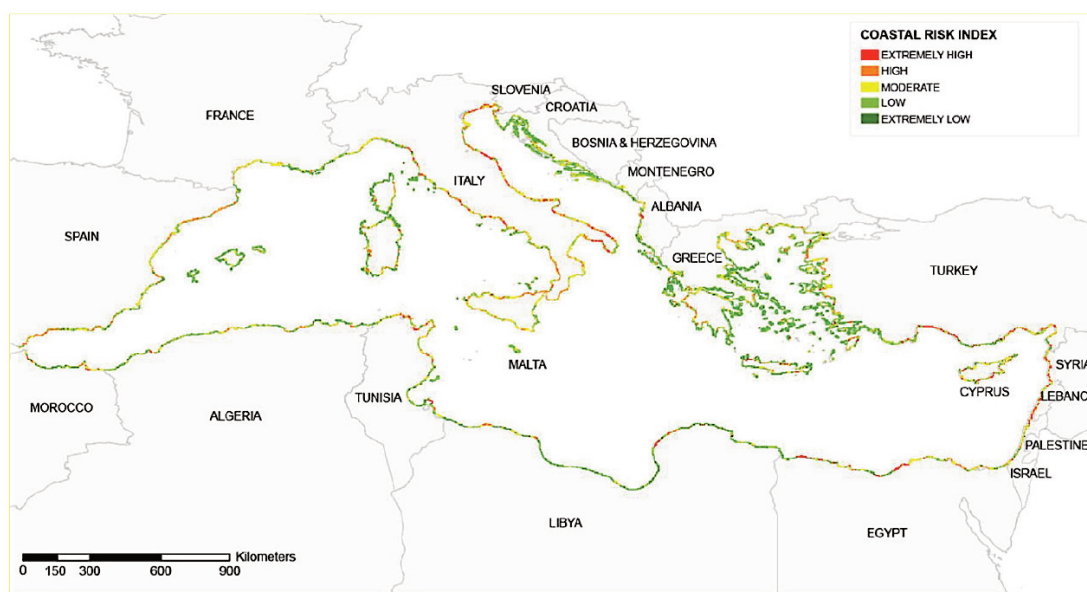 COASTAL RISK INDEX
EXTREMELY HIGH
HIGH
MODERATE
LOW
EXTREMELY LOW
SLOVENIA
CROATIA
FRANCE
BOSNIA & HERZEGOVINA
MONTENEGRO
ITALY
ALBANIA
SPAIN
GREECE
TURKEY
MALTA
SYRIA
CYPRUS
LEBANO
MOROCCO
TUNISIA
ALGERIA
PALESTINE
ISRAEL
LIBYA
EGYPT
Kilometers
0 150 300 600 900